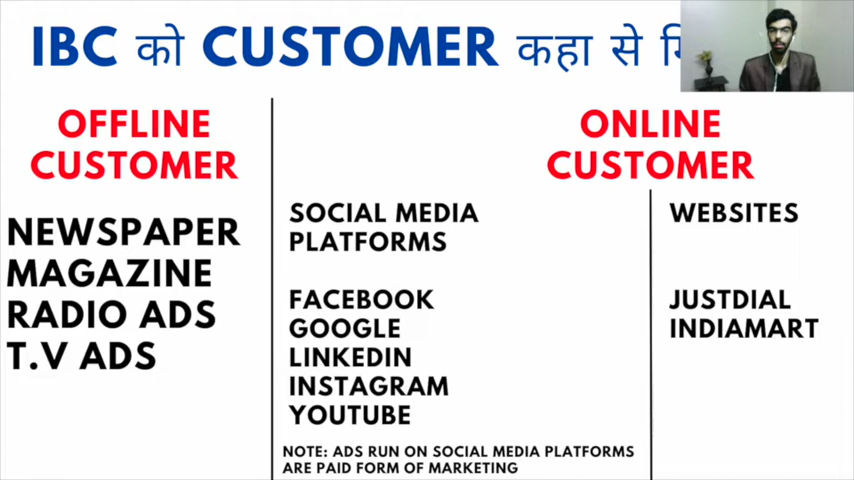 IBC को CUSTOMER कहा से
OFFLINE
CUSTOMER
NEWSPAPER
MAGAZINE
RADIO ADS
T.V ADS
ONLINE
CUSTOMER
SOCIAL MEDIA
PLATFORMS
FACEBOOK
GOOGLE
LINKEDIN
INSTAGRAM
YOUTUBE
NOTE: ADS RUN ON SOCIAL MEDIA PLATFORMS
ARE PAID FORM OF MARKETING
WEBSITES
JUSTDIAL
INDIAMART